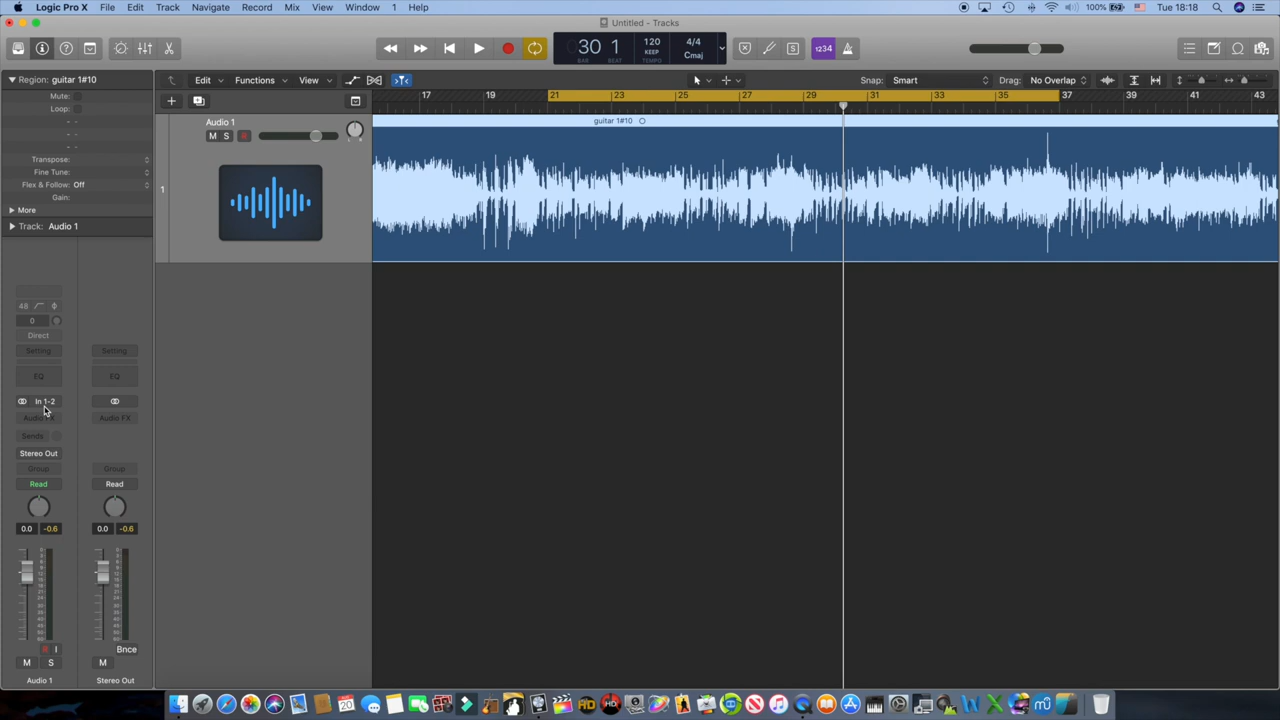 Logic Pro X File Edit Track Navigate Record Mix View Window 1 Help 100% Tue 18:18
Untitled - Tracks
30 1 120 4/4
KEEP Cmaj
BAR BEAT TEMPO
1234
Region: guitar 1#10
Edit Functions View Snap: Smart Drag: No Overlap
17 19 21 23 25 27 29 31 33 35 37 39 41 43
Mute:
Loop:
- -
- -
Transpose:
Fine Tune:
Flex & Follow: Off
Gain:
More
Track: Audio 1
Audio 1
M S R
guitar 1#10
1
48
0
Direct
Setting Setting
EQ EQ
In 1-2
Audio FX Audio FX
Sends
Stereo Out
Group Group
Read Read
0.0 -0.6 0.0 -0.6
R I Bnce
M S M
Audio 1 Stereo Out